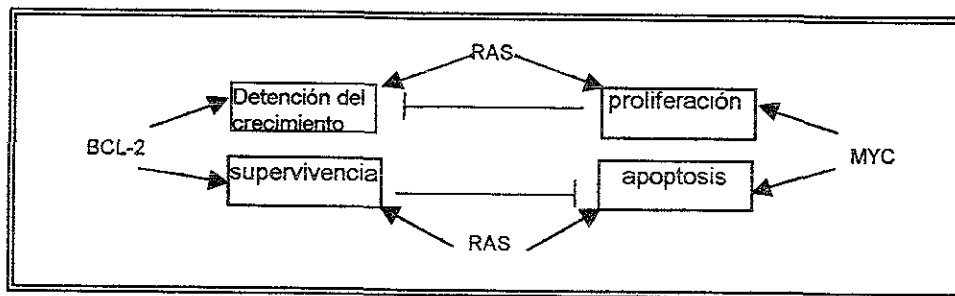 RAS
Detención del
crecimiento
proliferación
BCL-2
MYC
supervivencia
apoptosis
RAS